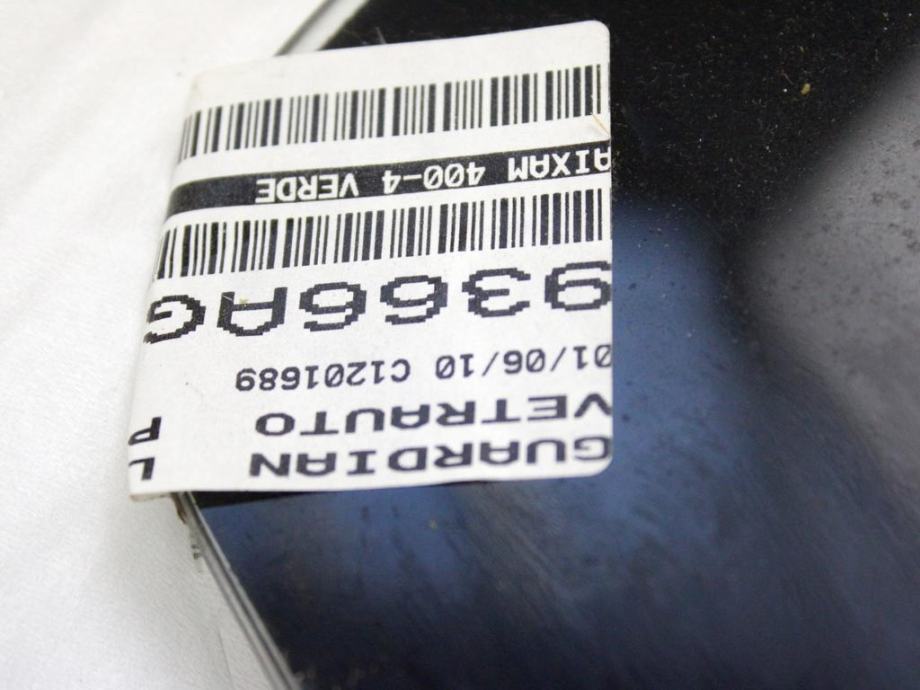 GUARDIAN L
VETRAUTO P
01/06/10 C1201689
9366AG
AIXAM 400-4 VERDE